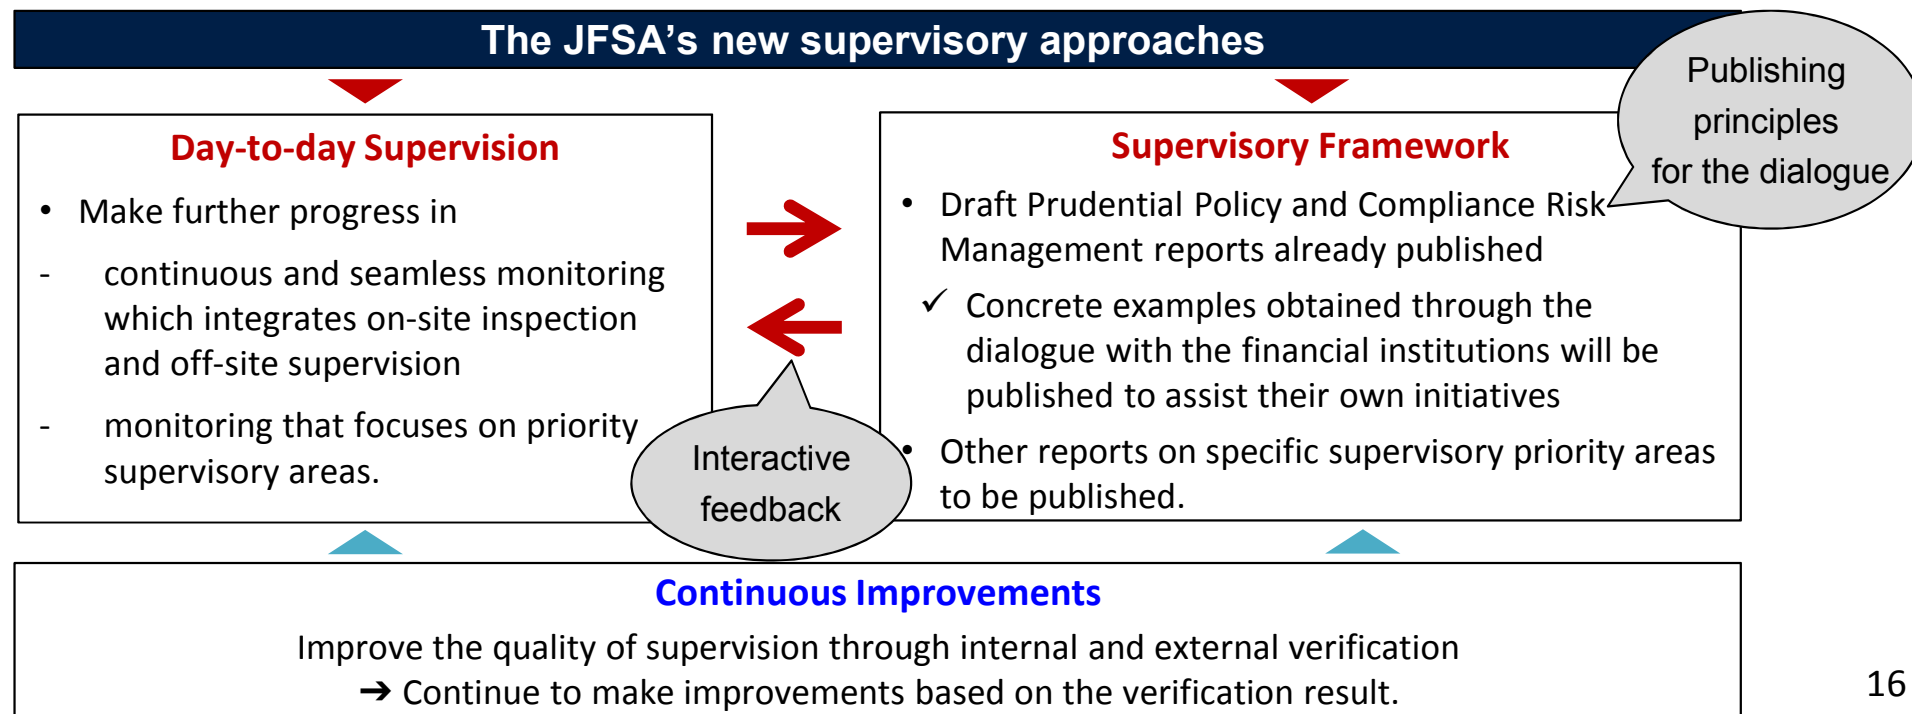 The JFSA’s new supervisory approaches
Publishing
principles
for the dialogue
Day-to-day Supervision
• Make further progress in
- continuous and seamless monitoring
which integrates on-site inspection
and off-site supervision
- monitoring that focuses on priority
supervisory areas.
Interactive
feedback
Supervisory Framework
• Draft Prudential Policy and Compliance Risk
Management reports already published
✓ Concrete examples obtained through the
dialogue with the financial institutions will be
published to assist their own initiatives
• Other reports on specific supervisory priority areas
to be published.
Continuous Improvements
Improve the quality of supervision through internal and external verification
➔ Continue to make improvements based on the verification result.
16